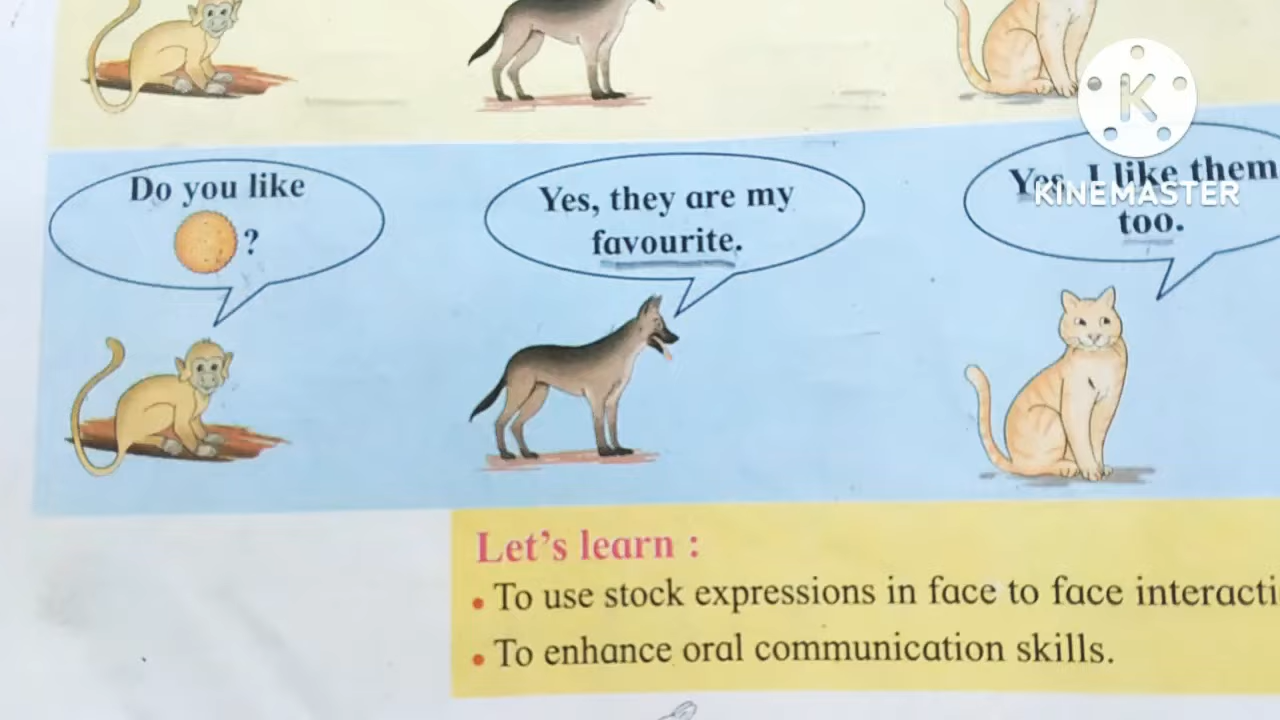 Do you like
?
Yes, they are my
favourite.
Yes, I like them
too.
K
KINEMASTER
Let's learn :
• To use stock expressions in face to face interacti
• To enhance oral communication skills.